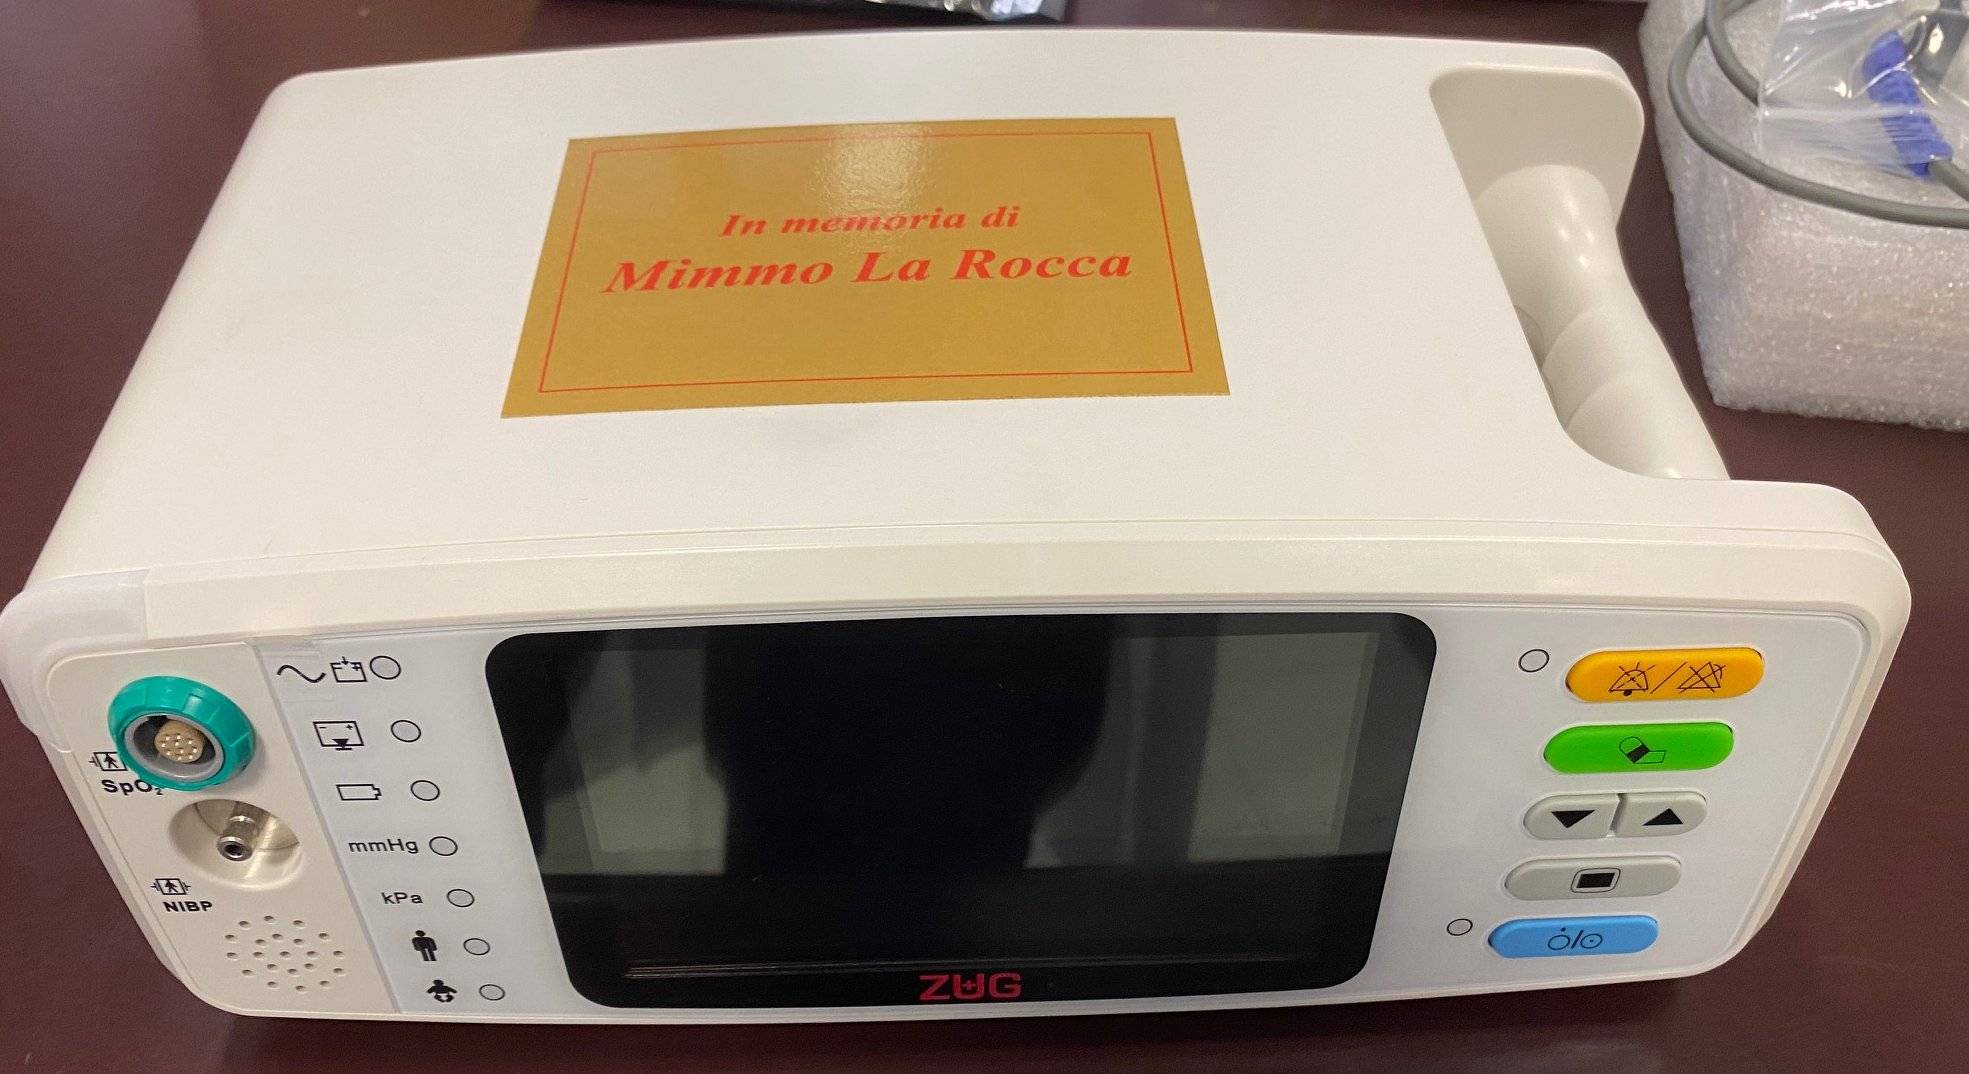 In memoria di
Mimmo La Rocca
SpO₂
NIBP
mmHg
kPa
ZUG